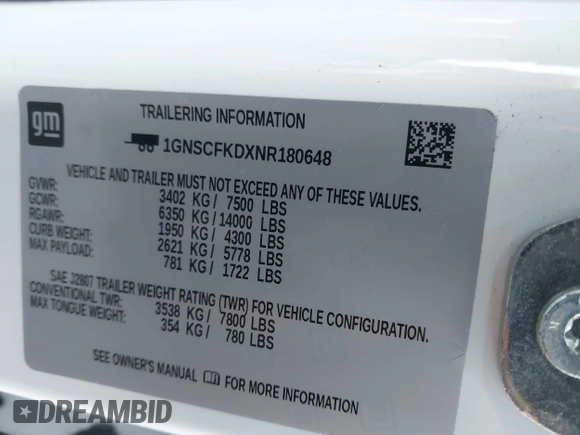 gm
TRAILERING INFORMATION
1GNSCFKDXNR180648
VEHICLE AND TRAILER MUST NOT EXCEED ANY OF THESE VALUES.
GVWR: 3402 KG / 7500 LBS
GCWR: 6350 KG / 14000 LBS
RGAWR: 1950 KG / 4300 LBS
CURB WEIGHT: 2621 KG / 5778 LBS
MAX PAYLOAD: 781 KG / 1722 LBS
SAE J2807 TRAILER WEIGHT RATING (TWR) FOR VEHICLE CONFIGURATION.
CONVENTIONAL TWR: 3538 KG / 7800 LBS
MAX TONGUE WEIGHT: 354 KG / 780 LBS
SEE OWNER'S MANUAL FOR MORE INFORMATION
DREAMBID